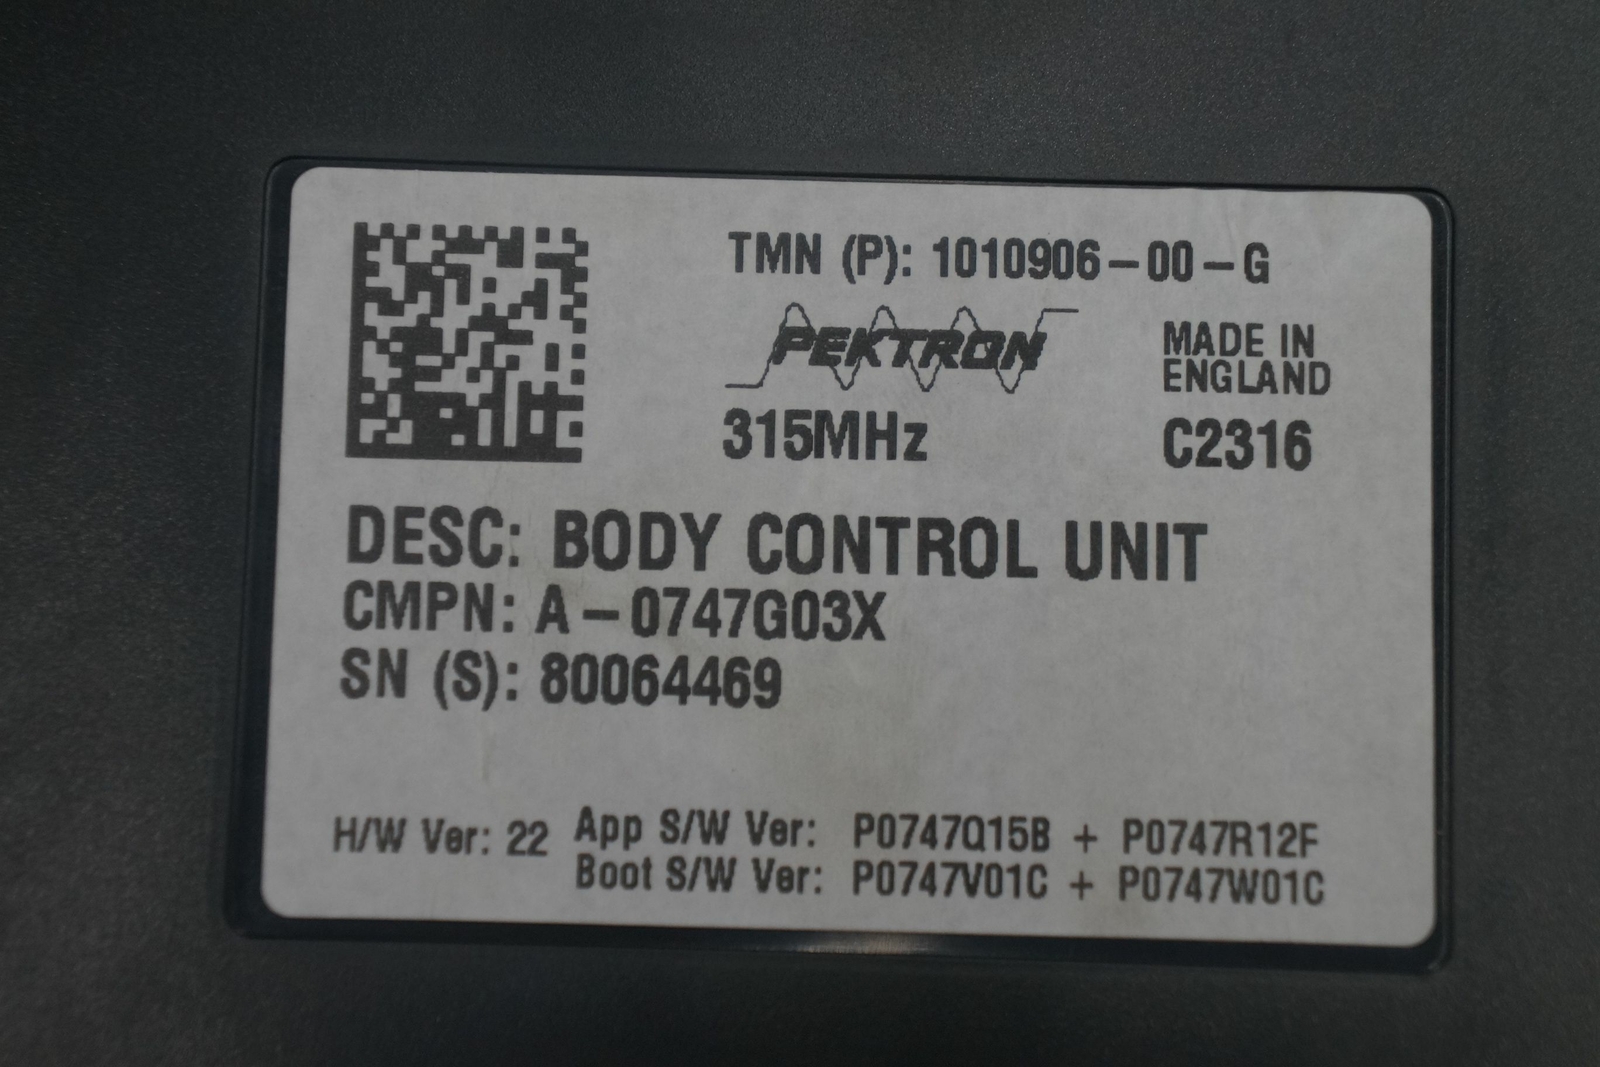 TMN (P): 1010906-00-G
PEKTRON
MADE IN
ENGLAND
315MHz
C2316
DESC: BODY CONTROL UNIT
CMPN: A-0747G03X
SN (S): 80064469
H/W Ver: 22 App S/W Ver: P0747Q15B + P0747R12F
Boot S/W Ver: P0747V01C + P0747W01C